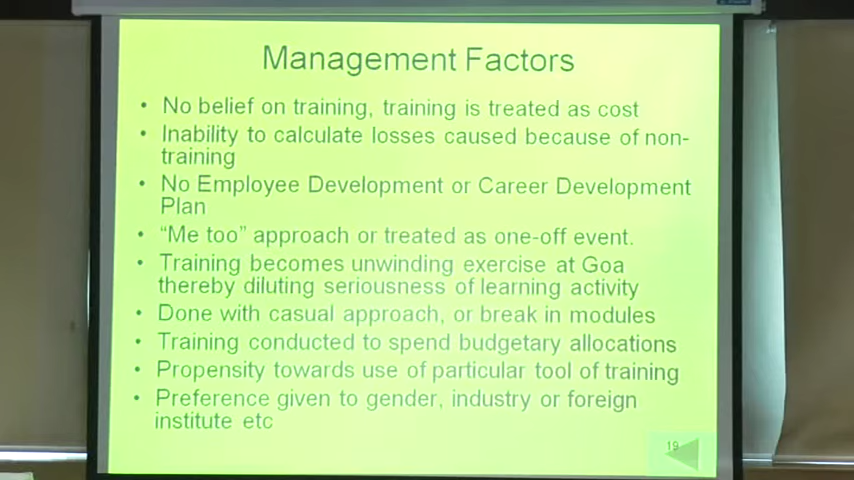 Management Factors
• No belief on training, training is treated as cost
• Inability to calculate losses caused because of non-
training
• No Employee Development or Career Development
Plan
• “Me too” approach or treated as one-off event.
• Training becomes unwinding exercise at Goa
thereby diluting seriousness of learning activity
• Done with casual approach, or break in modules
• Training conducted to spend budgetary allocations
• Propensity towards use of particular tool of training
• Preference given to gender, industry or foreign
institute etc
19